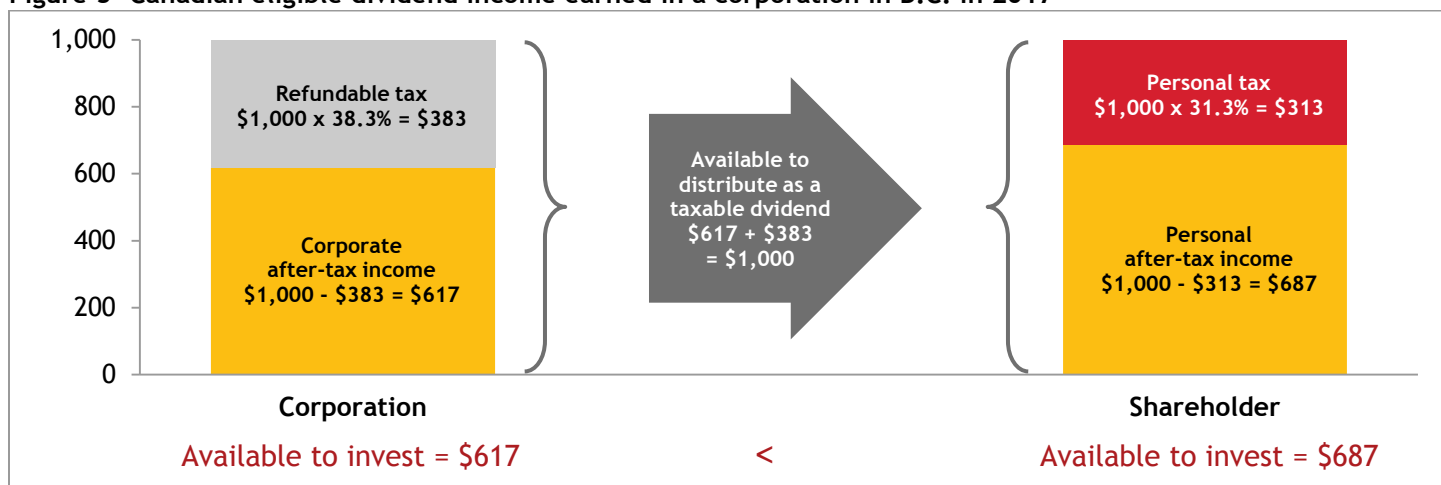 1,000
800
600
400
200
0
Refundable tax
$1,000 x 38.3% = $383
Corporate
after-tax income
$1,000 - $383 = $617
Available to
distribute as a
taxable dvidend
$617 + $383
= $1,000
Personal tax
$1,000 x 31.3% = $313
Personal
after-tax income
$1,000 - $313 = $687
Corporation
Shareholder
Available to invest = $617
<
Available to invest = $687